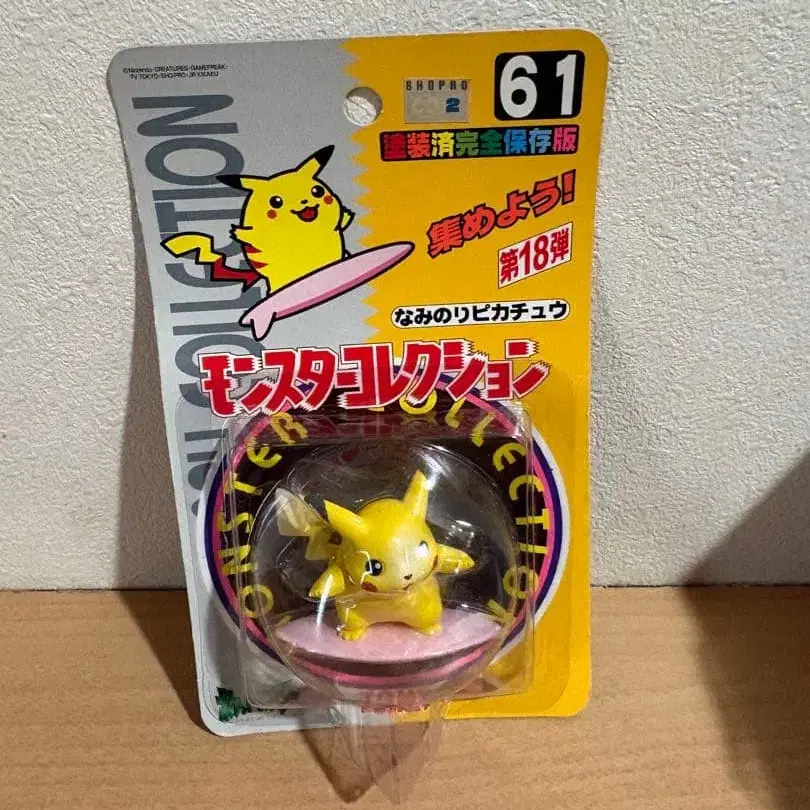 ©Nintendo・CREATURES・GAMEFREAK・
TV TOKYO・SHO-PRO・JR KIKAKU
SHOPRO
2
61
塗装済完全保存版
集めよう!
第18弾
なみのりピカチュウ
モンスターコレクション
MONSTER COLLECTION